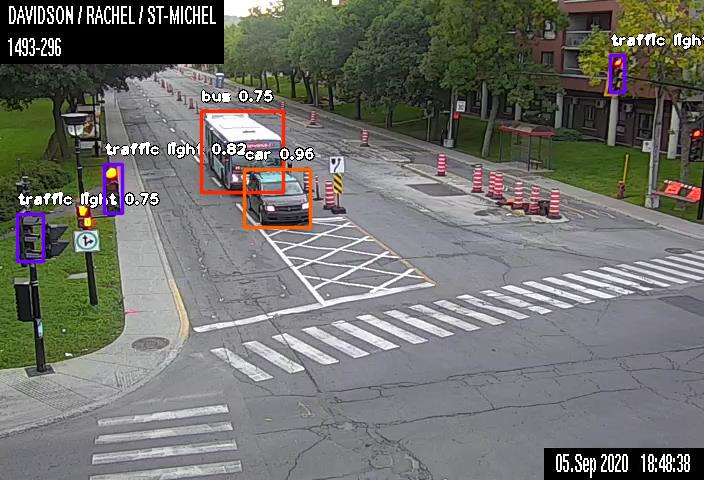 DAVIDSON / RACHEL / ST-MICHEL
1493-296
traffic ligh
bus 0.75
traffic light 0.82
car 0.96
traffic light 0.75
05.Sep 2020 18:48:38